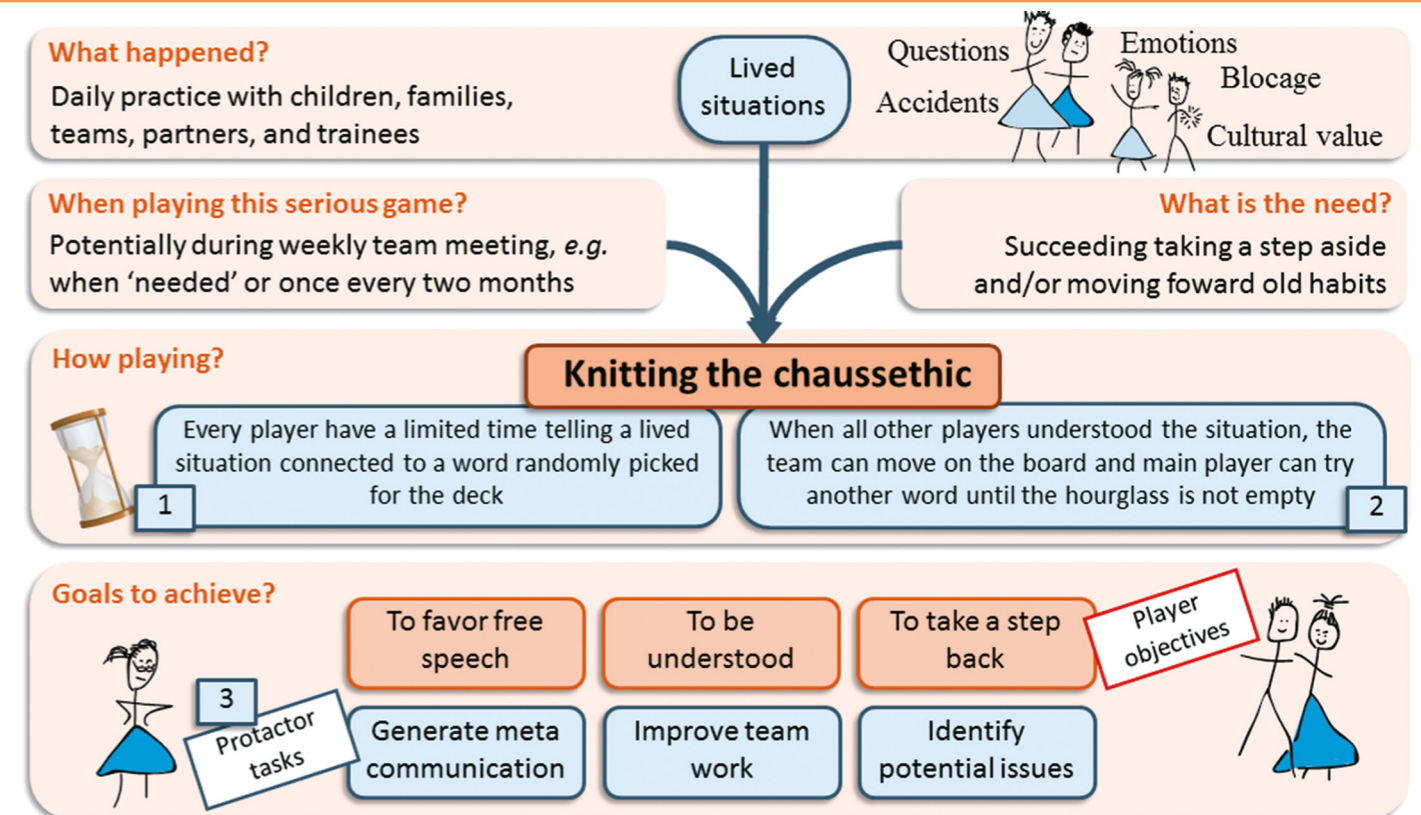 What happened?
Daily practice with children, families,
teams, partners, and trainees
Lived
situations
Questions
Accidents
Emotions
Blocage
Cultural value
When playing this serious game?
Potentially during weekly team meeting, e.g.
when ‘needed’ or once every two months
What is the need?
Succeeding taking a step aside
and/or moving foward old habits
How playing?
Knitting the chaussethic
Every player have a limited time telling a lived
situation connected to a word randomly picked
for the deck
1
When all other players understood the situation, the
team can move on the board and main player can try
another word until the hourglass is not empty
2
Goals to achieve?
To favor free
speech
To be
understood
To take a step
back
Player
objectives
3
Protactor
tasks
Generate meta
communication
Improve team
work
Identify
potential issues